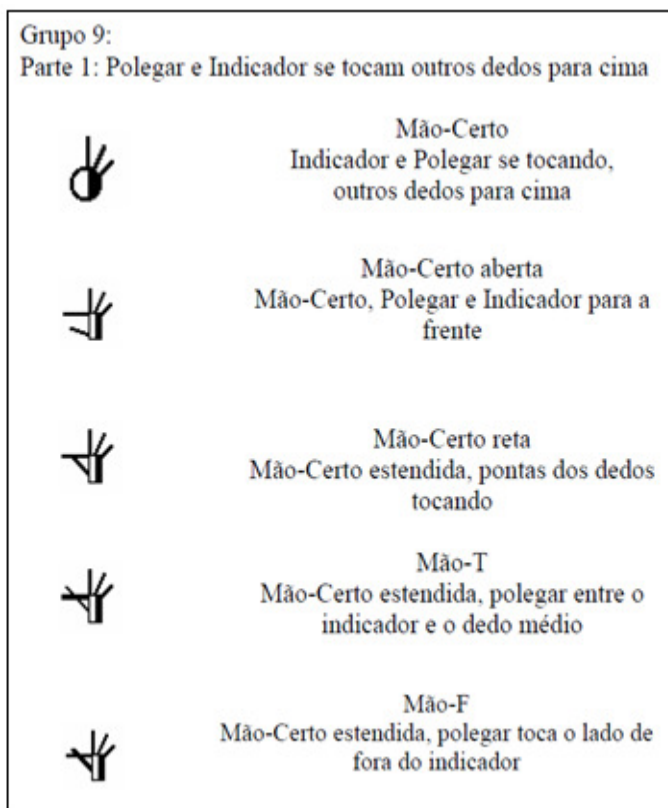 Grupo 9:
Parte 1: Polegar e Indicador se tocam outros dedos para cima
Mão-Certo
Indicador e Polegar se tocando,
outros dedos para cima
Mão-Certo aberta
Mão-Certo, Polegar e Indicador para a
frente
Mão-Certo reta
Mão-Certo estendida, pontas dos dedos
tocando
Mão-T
Mão-Certo estendida, polegar entre o
indicador e o dedo médio
Mão-F
Mão-Certo estendida, polegar toca o lado de
fora do indicador